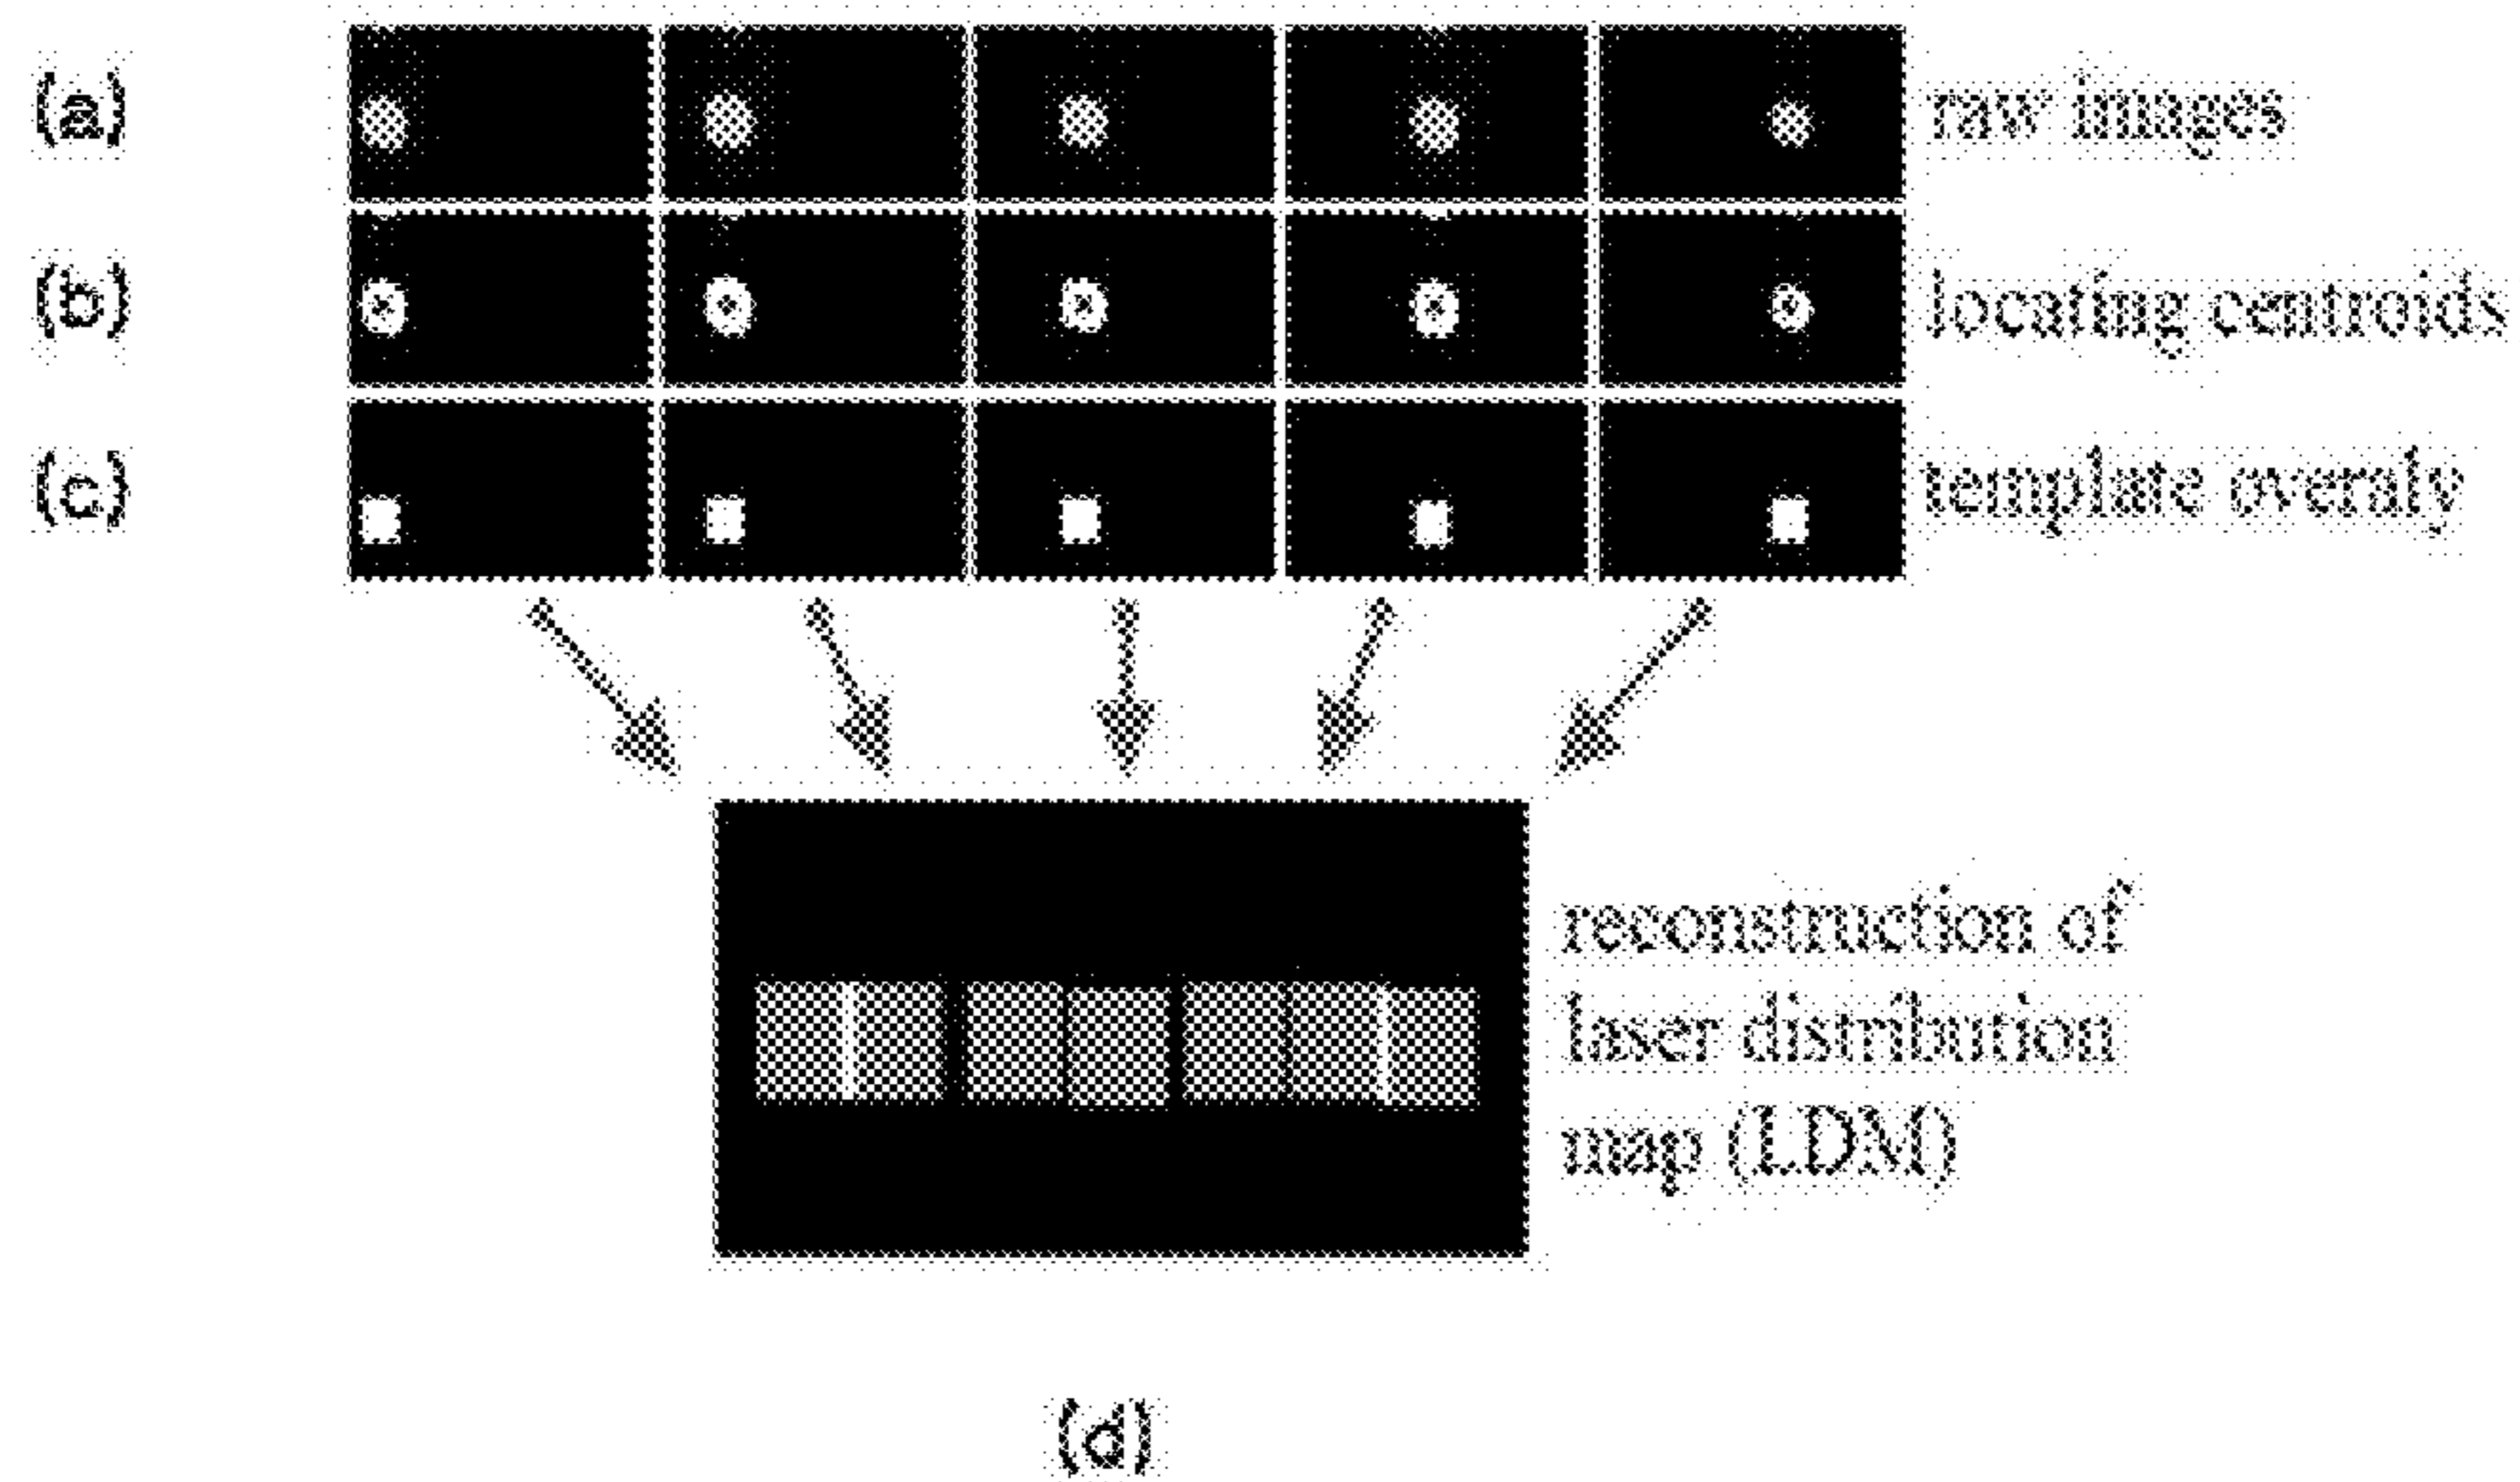 (a) raw images
(b) locating centroids
(c) template overaly
reconstruction of
laser distribution
map (LDM)
(d)